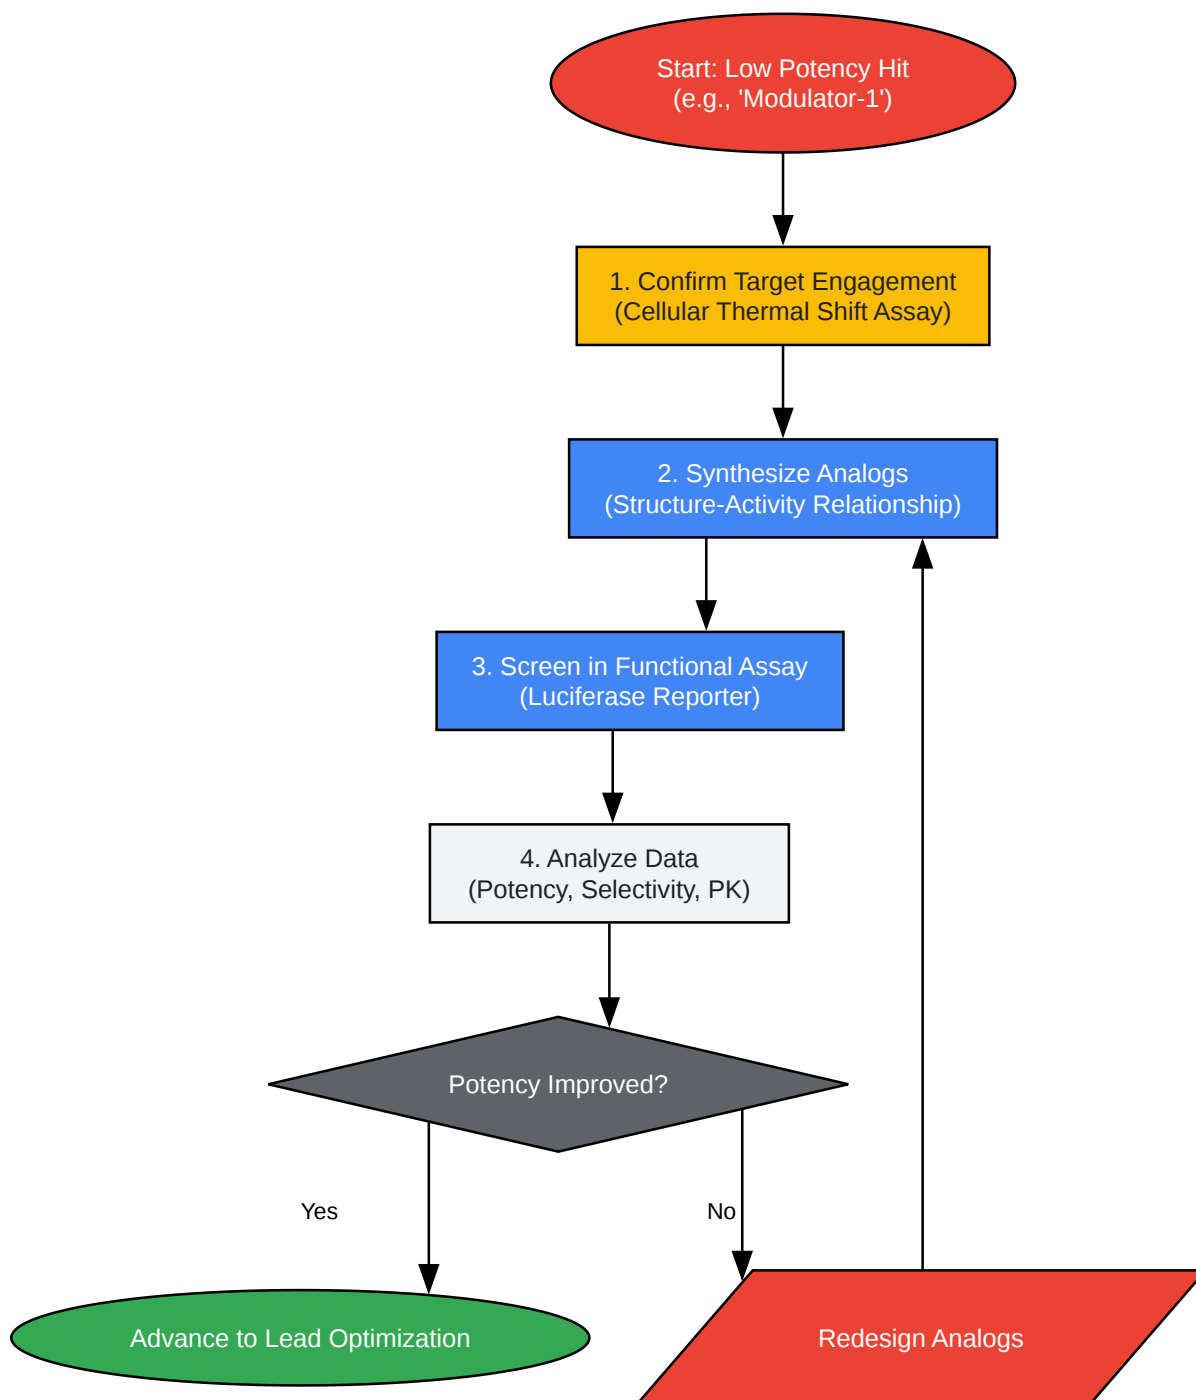 Start: Low Potency Hit
(e.g., 'Modulator-1')
1. Confirm Target Engagement
(Cellular Thermal Shift Assay)
2. Synthesize Analogs
(Structure-Activity Relationship)
3. Screen in Functional Assay
(Luciferase Reporter)
4. Analyze Data
(Potency, Selectivity, PK)
Potency Improved?
Yes
No
Advance to Lead Optimization
Redesign Analogs